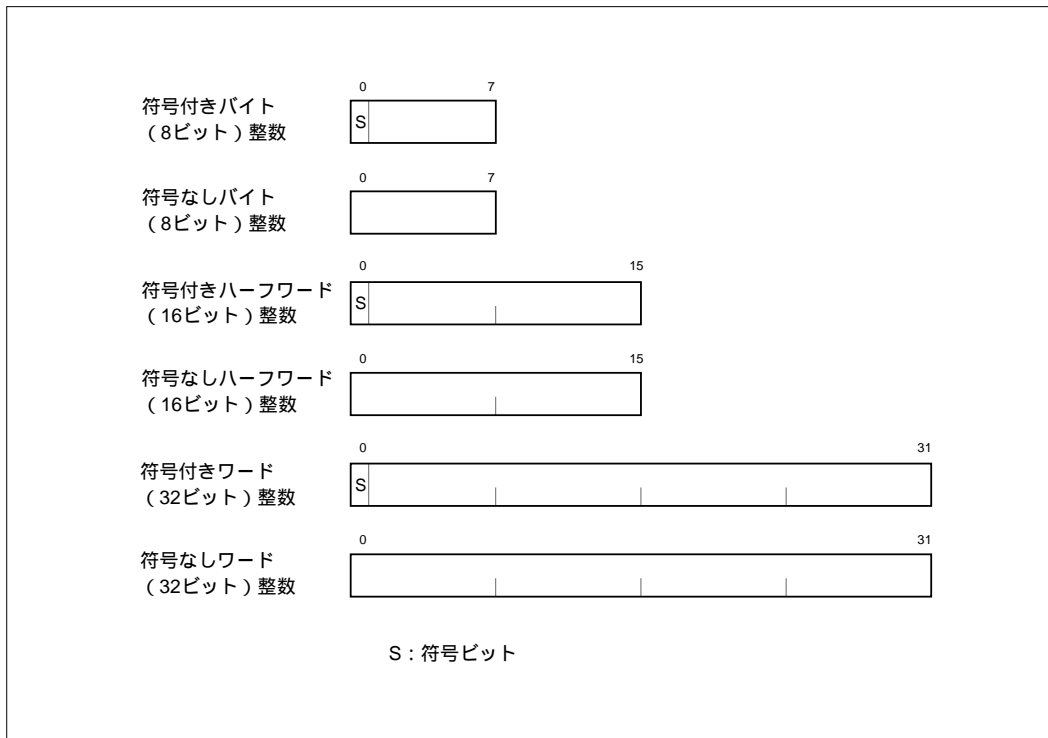 0 7
符号付きバイト
（8ビット）整数
S
0 7
符号なしバイト
（8ビット）整数
0 15
符号付きハーフワード
（16ビット）整数
S
0 15
符号なしハーフワード
（16ビット）整数
0 31
符号付きワード
（32ビット）整数
S
0 31
符号なしワード
（32ビット）整数
S：符号ビット